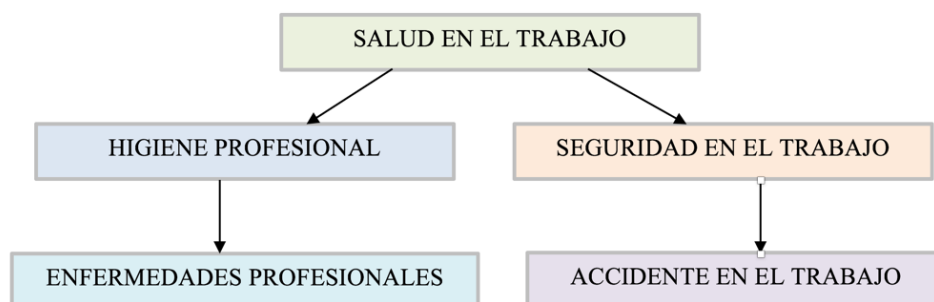 SALUD EN EL TRABAJO
HIGIENE PROFESIONAL
SEGURIDAD EN EL TRABAJO
ENFERMEDADES PROFESIONALES
ACCIDENTE EN EL TRABAJO